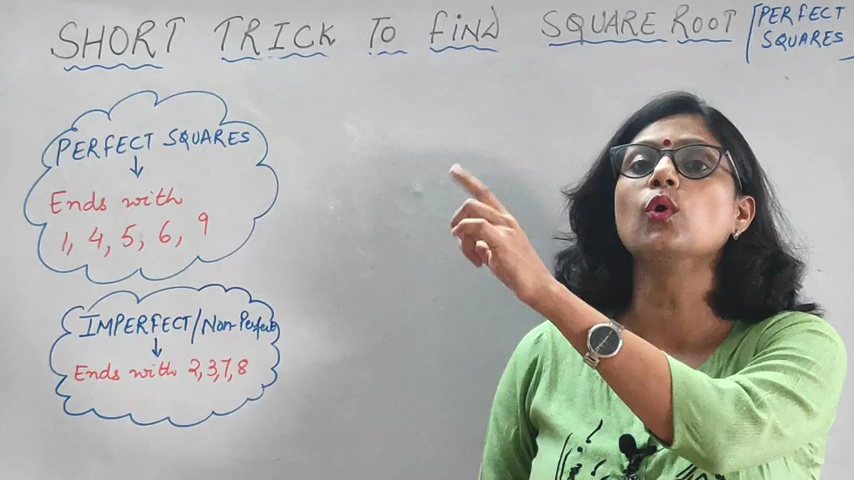 SHORT TRICK TO FIND SQUARE ROOT [PERFECT
SQUARES
PERFECT SQUARES
↓
Ends with
1, 4, 5, 6, 9
IMPERFECT/Non-Perfect
↓
Ends with 2,3,7,8